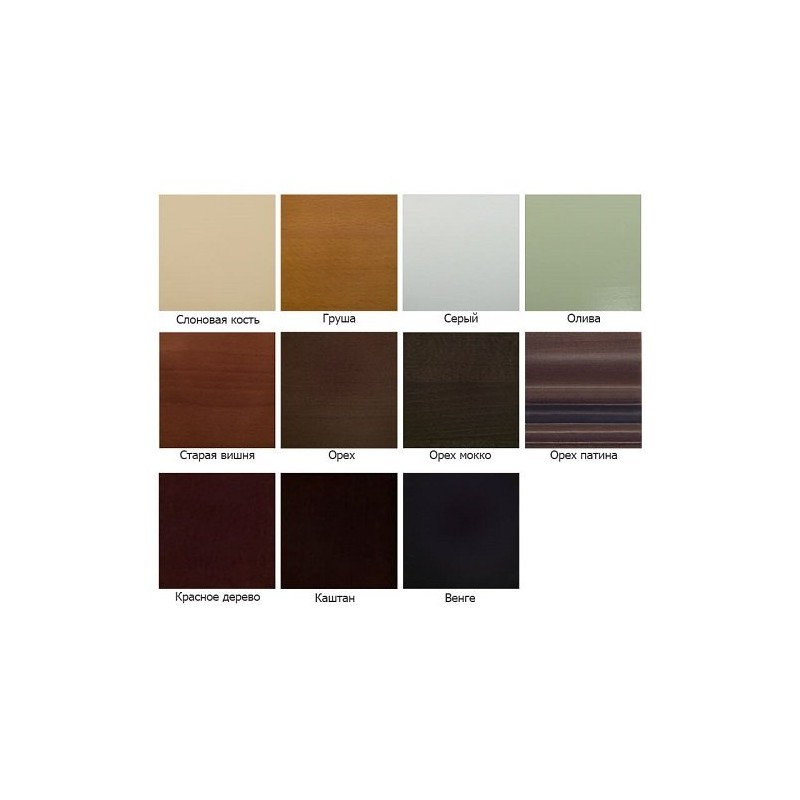 Слоновая кость
Груша
Серый
Олива
Старая вишня
Орех
Орех мокко
Орех патина
Красное дерево
Каштан
Венге